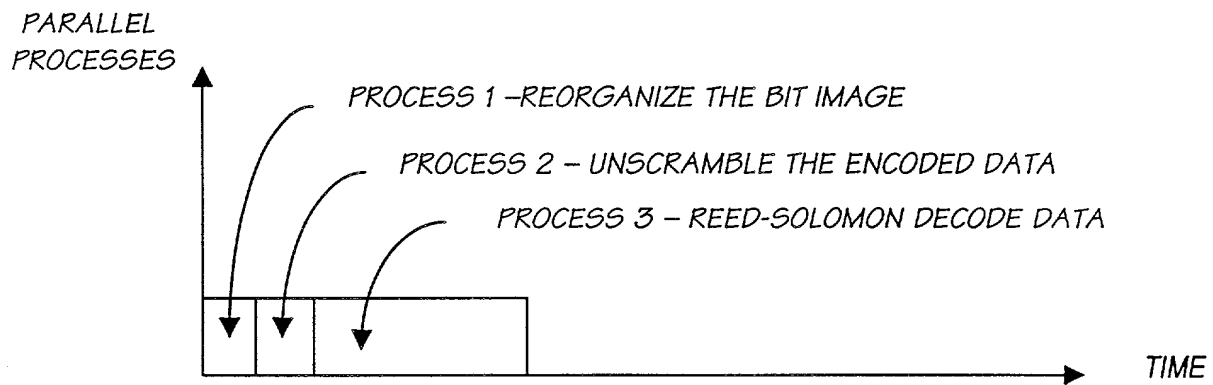 PARALLEL
PROCESSES
PROCESS 1 –REORGANIZE THE BIT IMAGE
PROCESS 2 – UNSCRAMBLE THE ENCODED DATA
PROCESS 3 – REED-SOLOMON DECODE DATA
TIME